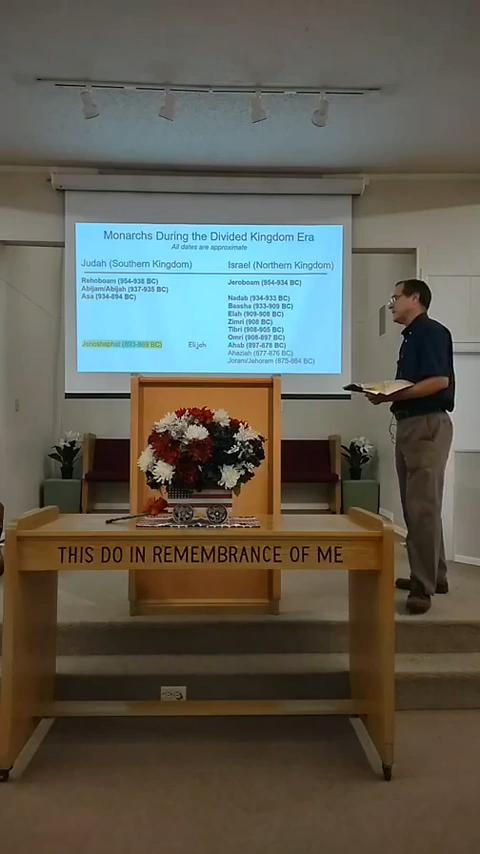 Monarchs During the Divided Kingdom Era
All dates are approximate
Judah (Southern Kingdom)
Israel (Northern Kingdom)
Rehoboam (954-938 BC)
Abijam/Abijah (937-935 BC)
Asa (934-894 BC)
Jehoshaphat (893-869 BC)
Elijah
Jeroboam (954-934 BC)
Nadab (934-933 BC)
Baasha (933-909 BC)
Elah (909-908 BC)
Zimri (908 BC)
Tibri (908-905 BC)
Omri (908-897 BC)
Ahab (897-878 BC)
Ahaziah (877-876 BC)
Joram/Jehoram (875-864 BC)
THIS DO IN REMEMBRANCE OF ME